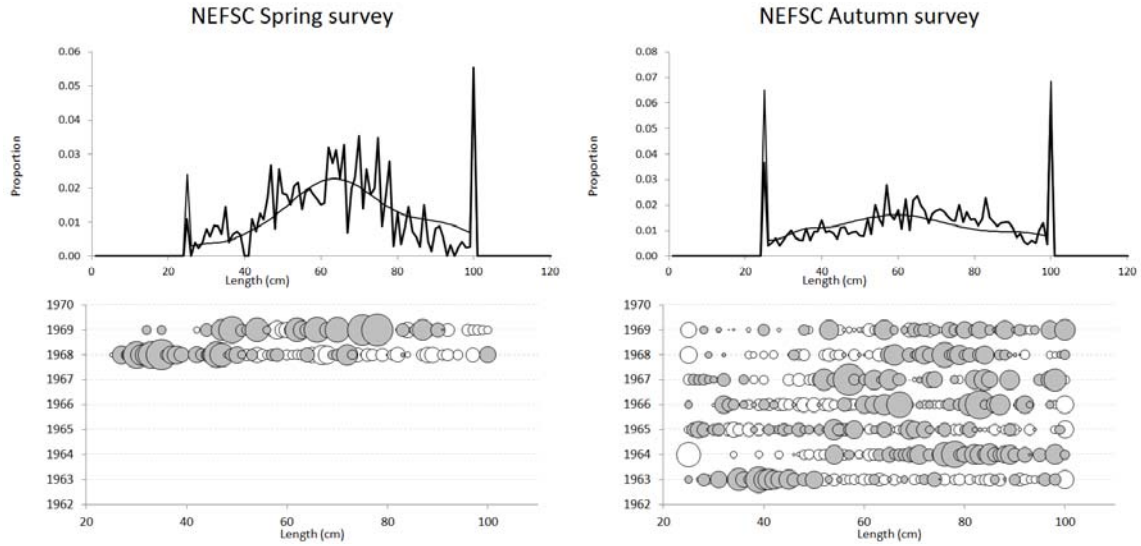 NEFSC Spring survey
0.06
0.05
0.04
0.03
0.02
0.01
0.00
Proportion
0 20 40 60 80 100 120
Length (cm)
1970
1969
1968
1967
1966
1965
1964
1963
1962
20 40 60 80 100
Length (cm)
NEFSC Autumn survey
0.08
0.07
0.06
0.05
0.04
0.03
0.02
0.01
0.00
Proportion
0 20 40 60 80 100 120
Length (cm)
1970
1969
1968
1967
1966
1965
1964
1963
1962
20 40 60 80 100
Length (cm)